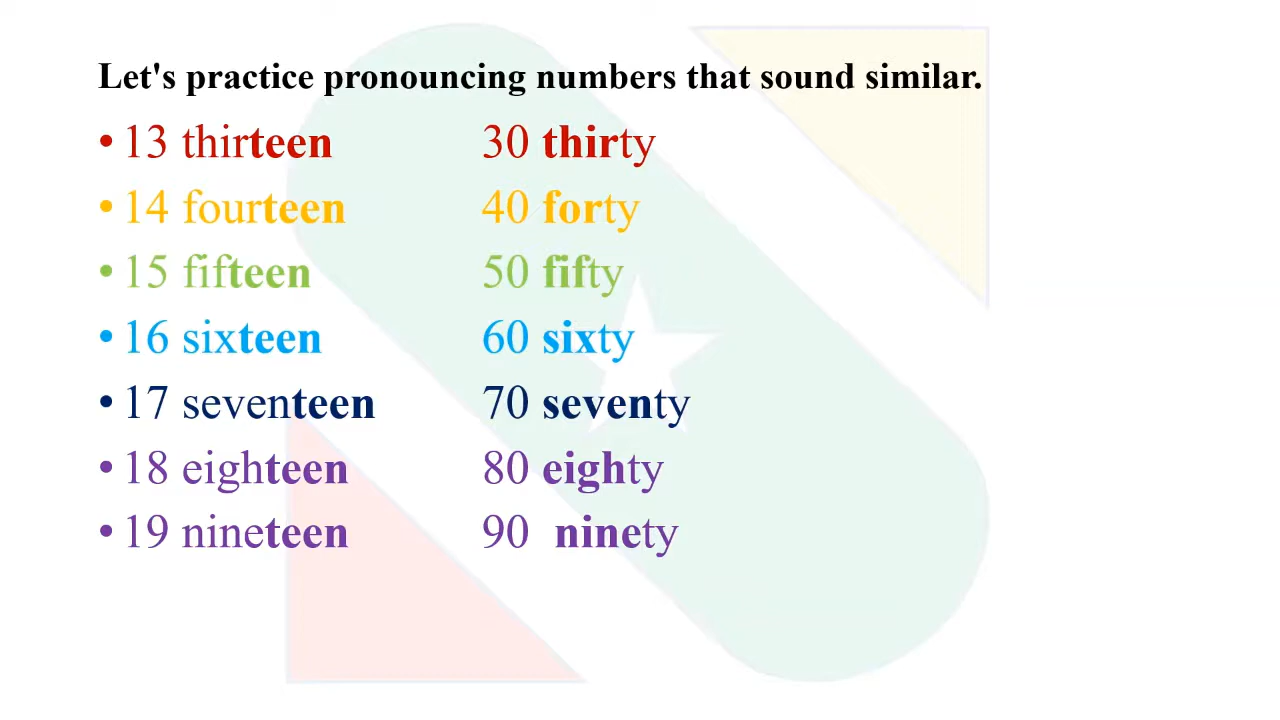 Let's practice pronouncing numbers that sound similar.
• 13 thirteen 30 thirty
• 14 fourteen 40 forty
• 15 fifteen 50 fifty
• 16 sixteen 60 sixty
• 17 seventeen 70 seventy
• 18 eighteen 80 eighty
• 19 nineteen 90 ninety